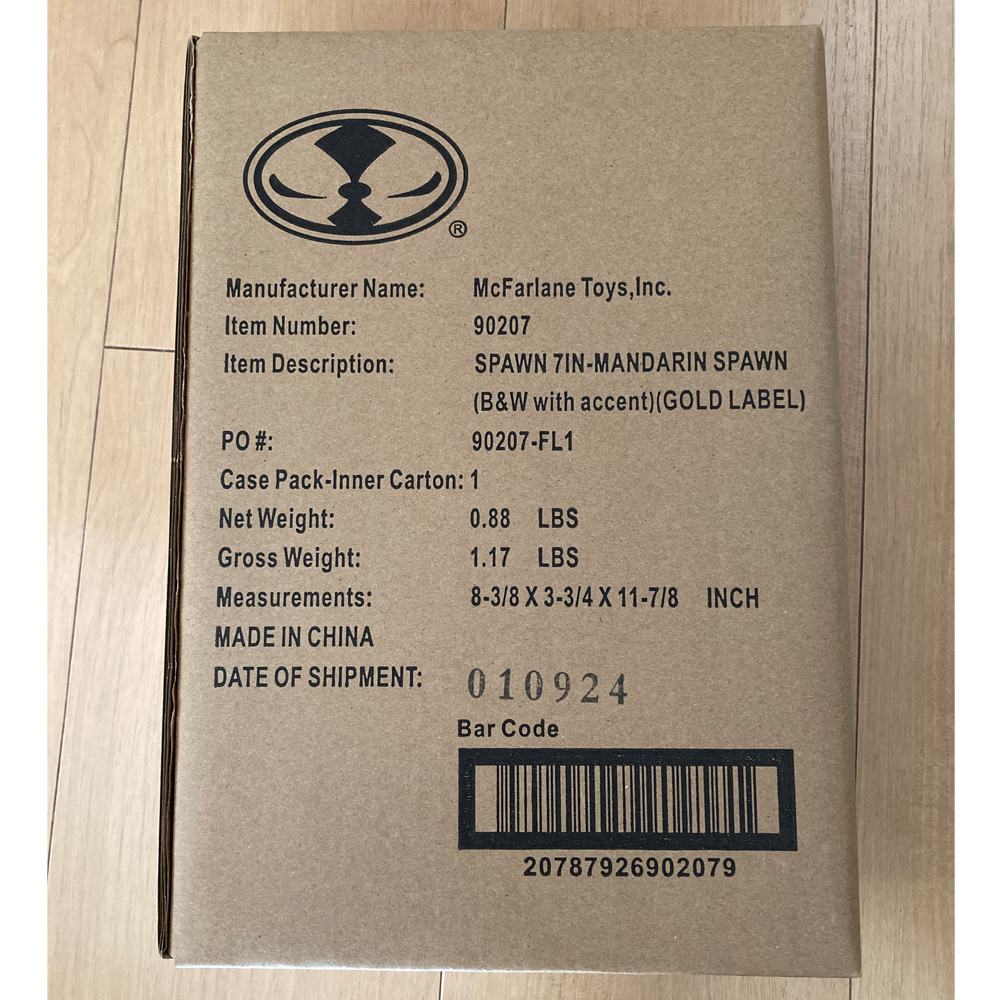 ®
Manufacturer Name: McFarlane Toys,Inc.
Item Number: 90207
Item Description: SPAWN 7IN-MANDARIN SPAWN
(B&W with accent)(GOLD LABEL)
PO #: 90207-FL1
Case Pack-Inner Carton: 1
Net Weight: 0.88 LBS
Gross Weight: 1.17 LBS
Measurements: 8-3/8 X 3-3/4 X 11-7/8 INCH
MADE IN CHINA
DATE OF SHIPMENT: 010924
Bar Code
20787926902079